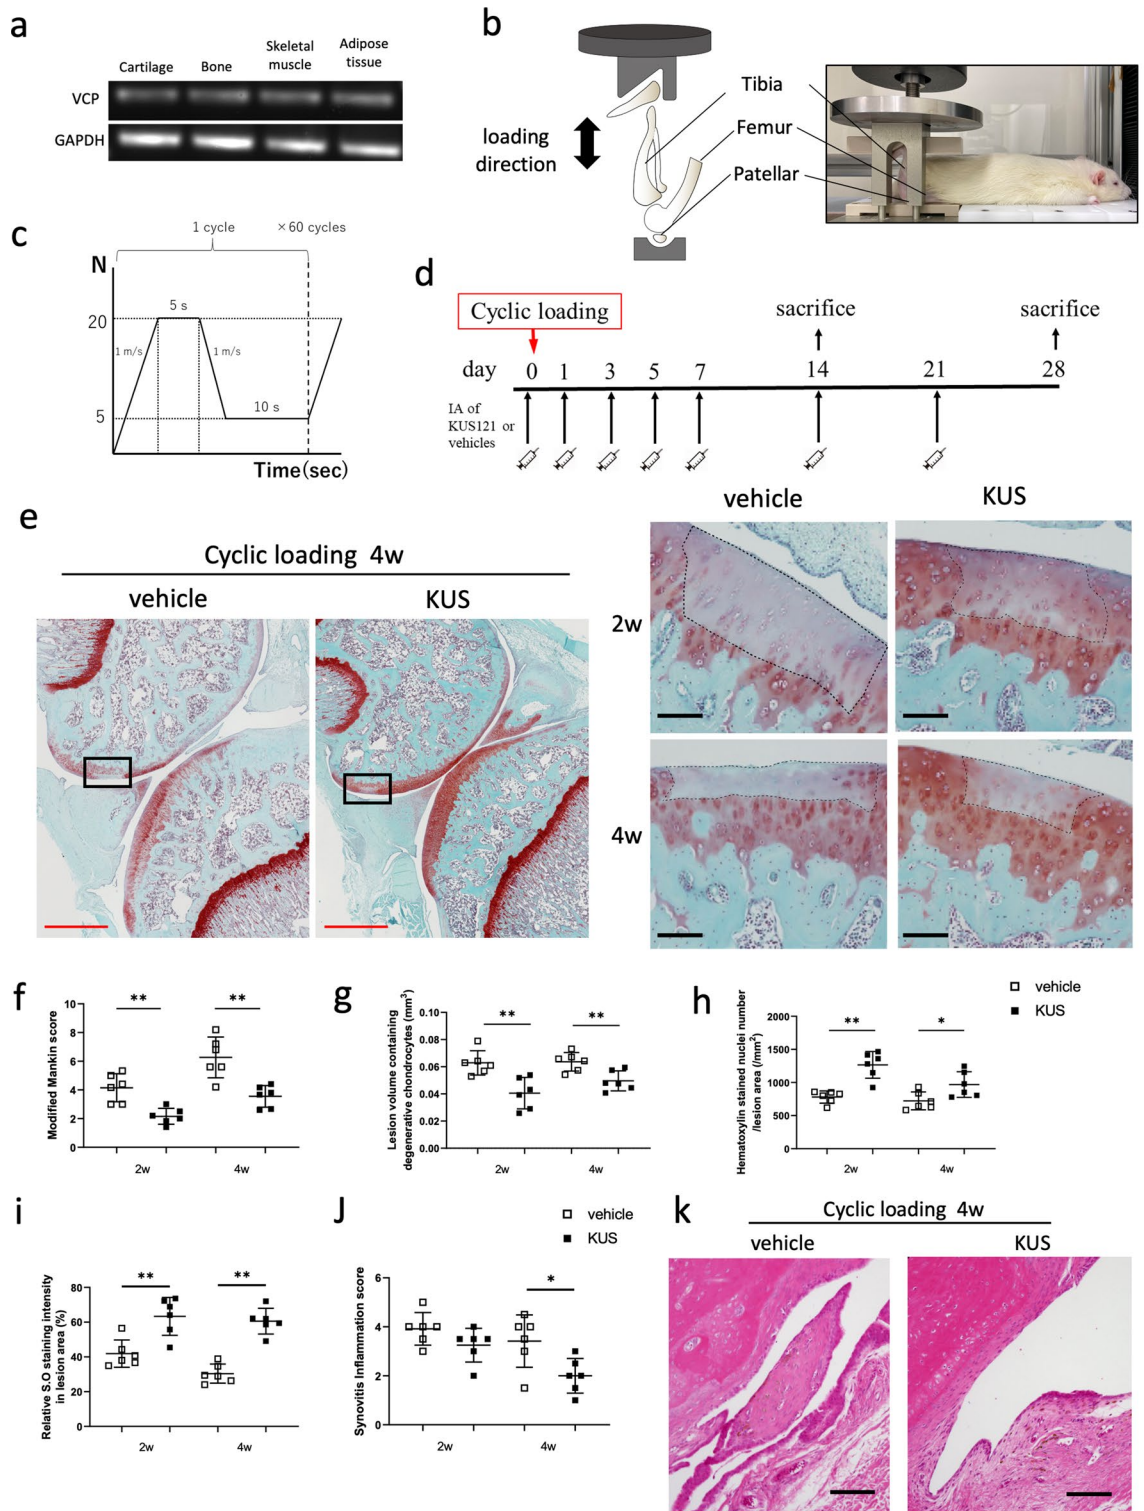 a
Cartilage
Bone
Skeletal
muscle
Adipose
tissue
VCP
GAPDH
b
loading
direction
Tibia
Femur
Patellar
c
1 cycle
×60 cycles
N
5 s
20
1 m/s
1 m/s
5
10 s
Time(sec)
d
Cyclic loading
sacrifice
sacrifice
day
0
1
3
5
7
14
21
28
IA of
KUS121 or
vehicles
e
Cyclic loading 4w
vehicle
KUS
vehicle
KUS
2w
4w
f
Modified Mankin score
10
8
6
4
2
0
**
**
2w
4w
g
Lesion volume containing
degenerative chondrocytes (mm3)
0.10
0.08
0.06
0.04
0.02
0.00
**
**
2w
4w
h
vehicle
KUS
Hematoxylin stained nuclei number
/lesion area (/mm2)
2000
1500
1000
500
0
**
*
2w
4w
i
Relative S.O staining intensity
in lesion area (%)
80
60
40
20
0
**
**
2w
4w
J
vehicle
KUS
Synovitis Inflammation score
6
4
2
0
*
2w
4w
k
Cyclic loading 4w
vehicle
KUS